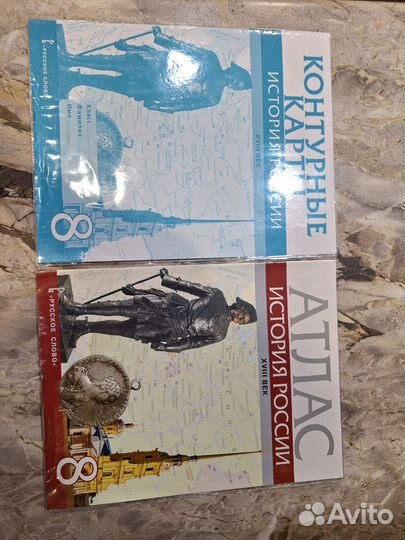 КОНТУРНЫЕ
КАРТЫ
ИСТОРИЯ РОССИИ
XVIII ВЕК
Класс
Фамилия
Имя
«РУССКОЕ СЛОВО»
8
АТЛАС
ИСТОРИЯ РОССИИ
XVIII ВЕК
«РУССКОЕ СЛОВО»
8
Avito